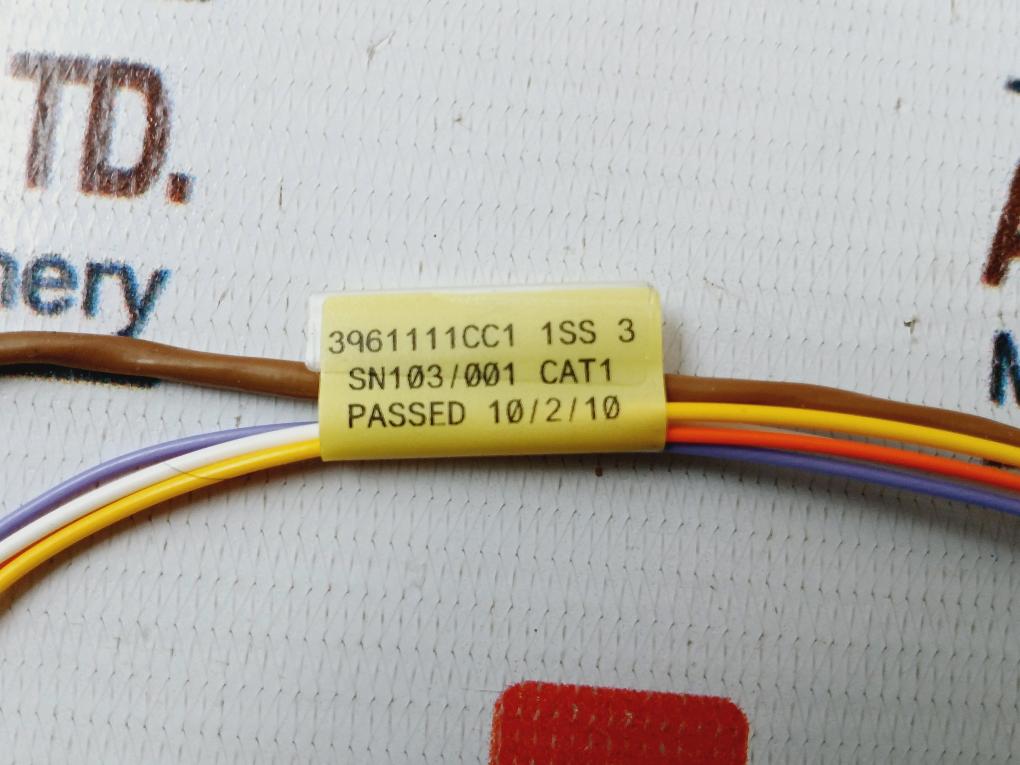 TD.
nery
3961111CC1 1SS 3
SN103/001 CAT1
PASSED 10/2/10